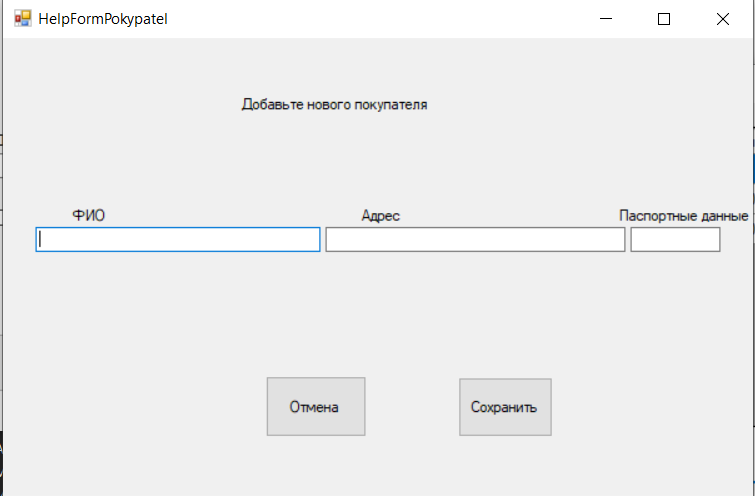 HelpFormPokypatel
Добавьте нового покупателя
ФИО Адрес Паспортные данные
Отмена Сохранить